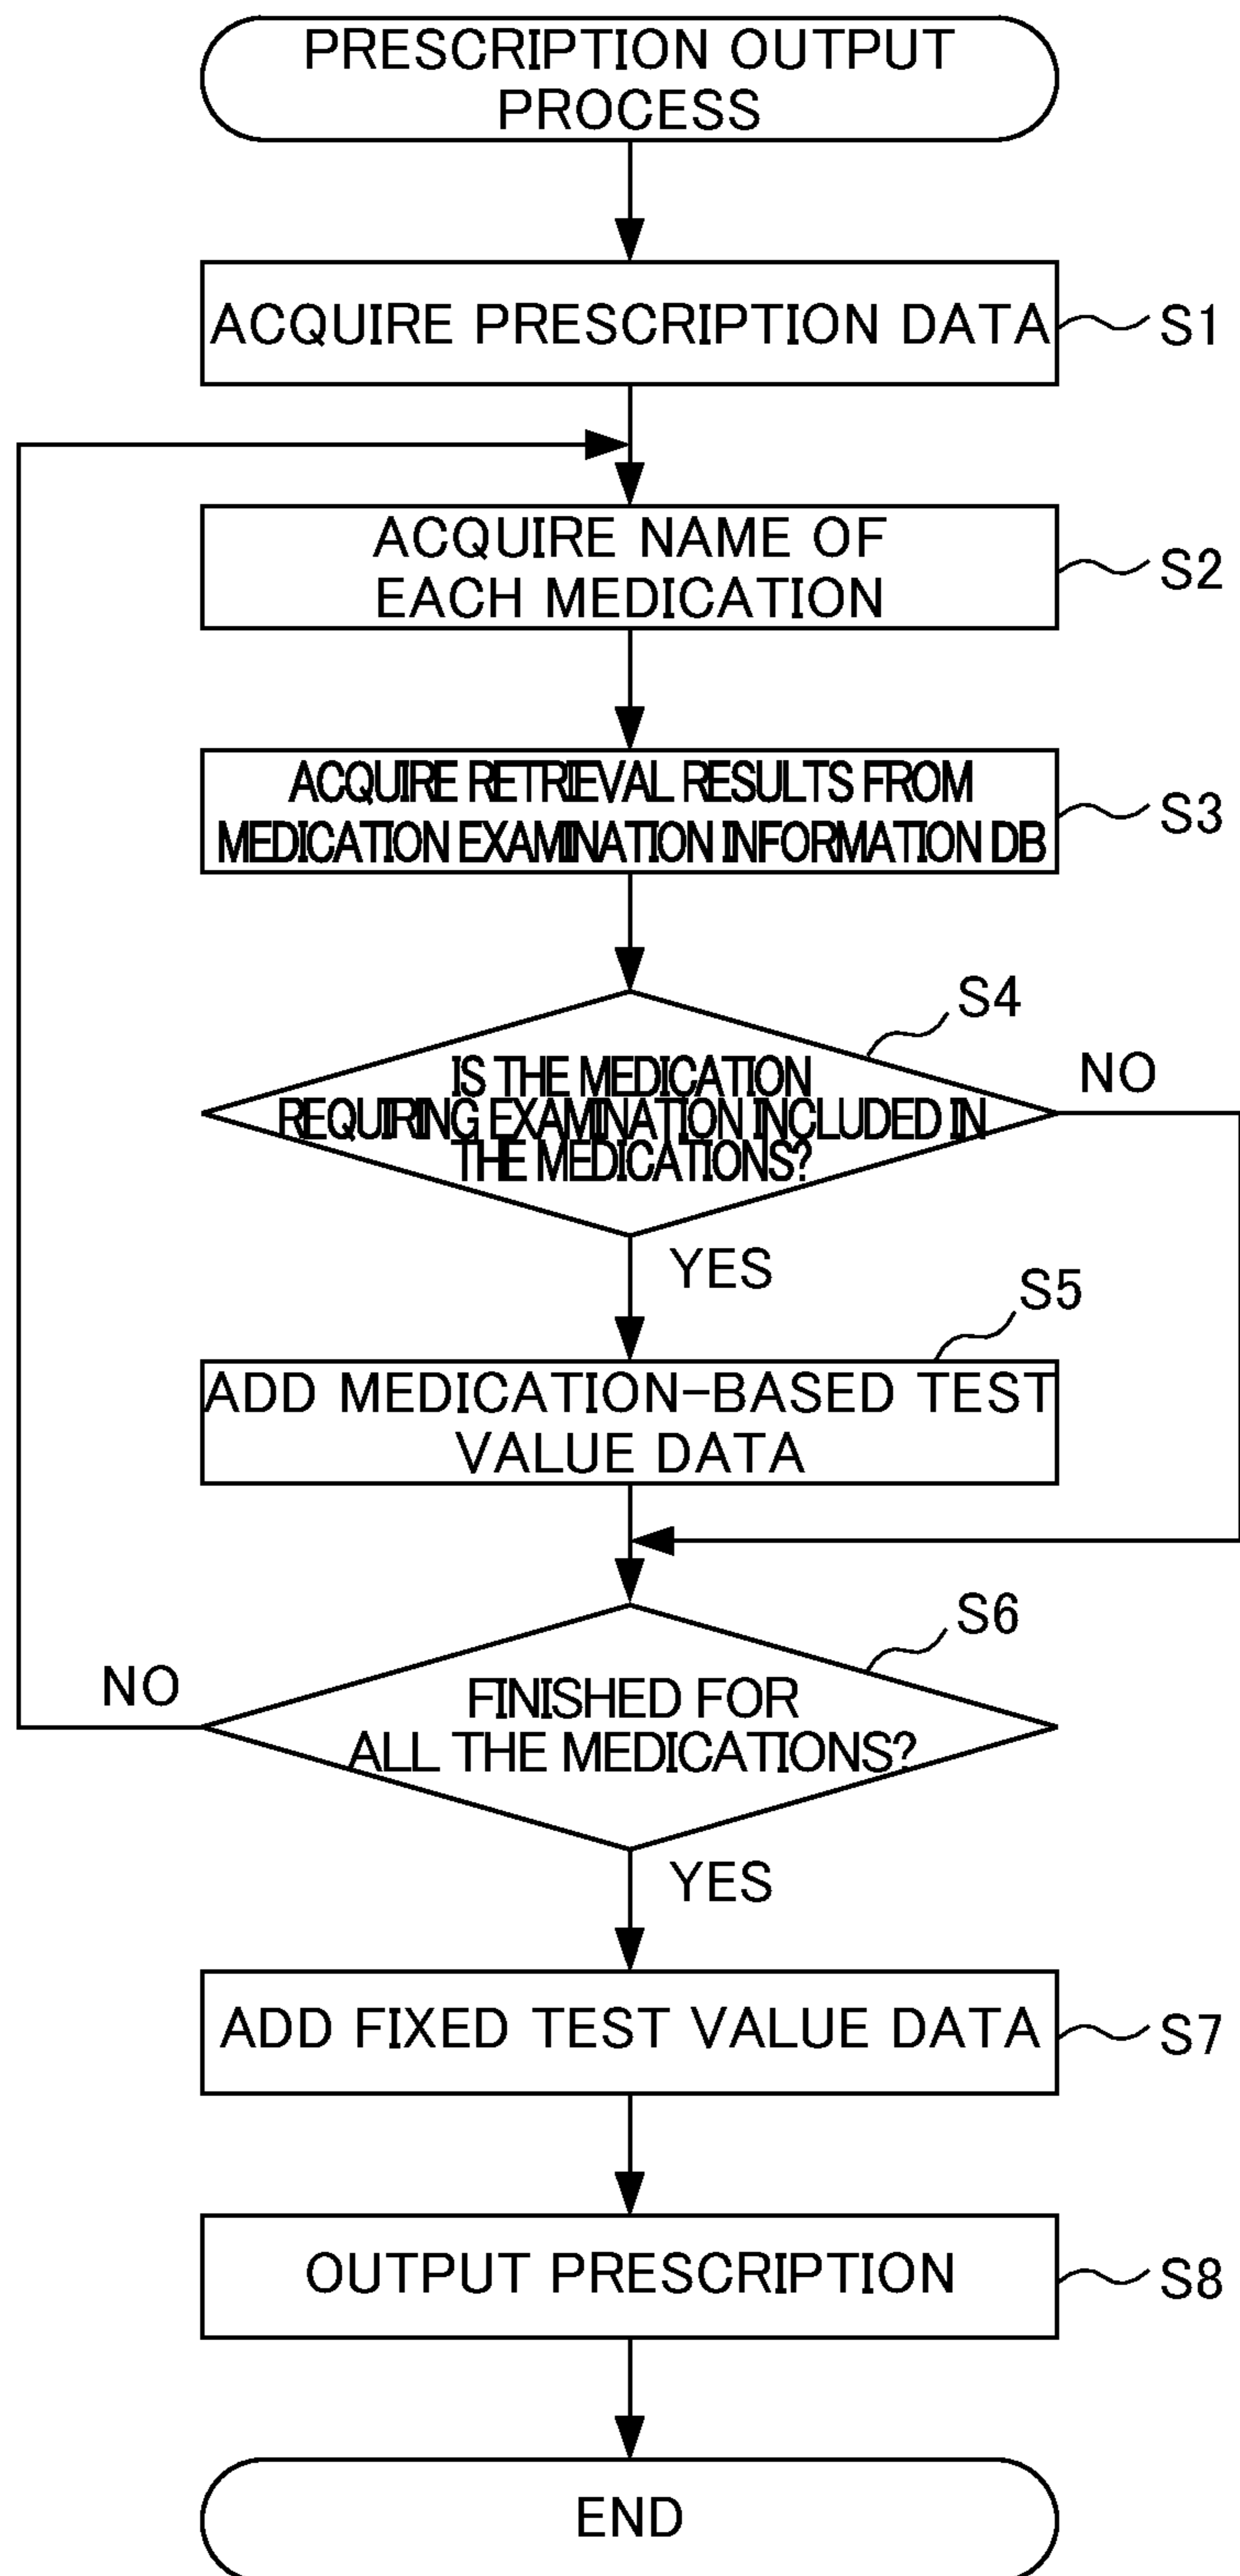 PRESCRIPTION OUTPUT
PROCESS
ACQUIRE PRESCRIPTION DATA
S1
ACQUIRE NAME OF
EACH MEDICATION
S2
ACQUIRE RETRIEVAL RESULTS FROM
MEDICATION EXAMINATION INFORMATION DB
S3
S4
IS THE MEDICATION
REQUIRING EXAMINATION INCLUDED IN
THE MEDICATIONS?
NO
YES
S5
ADD MEDICATION-BASED TEST
VALUE DATA
S6
NO
FINISHED FOR
ALL THE MEDICATIONS?
YES
ADD FIXED TEST VALUE DATA
S7
OUTPUT PRESCRIPTION
S8
END